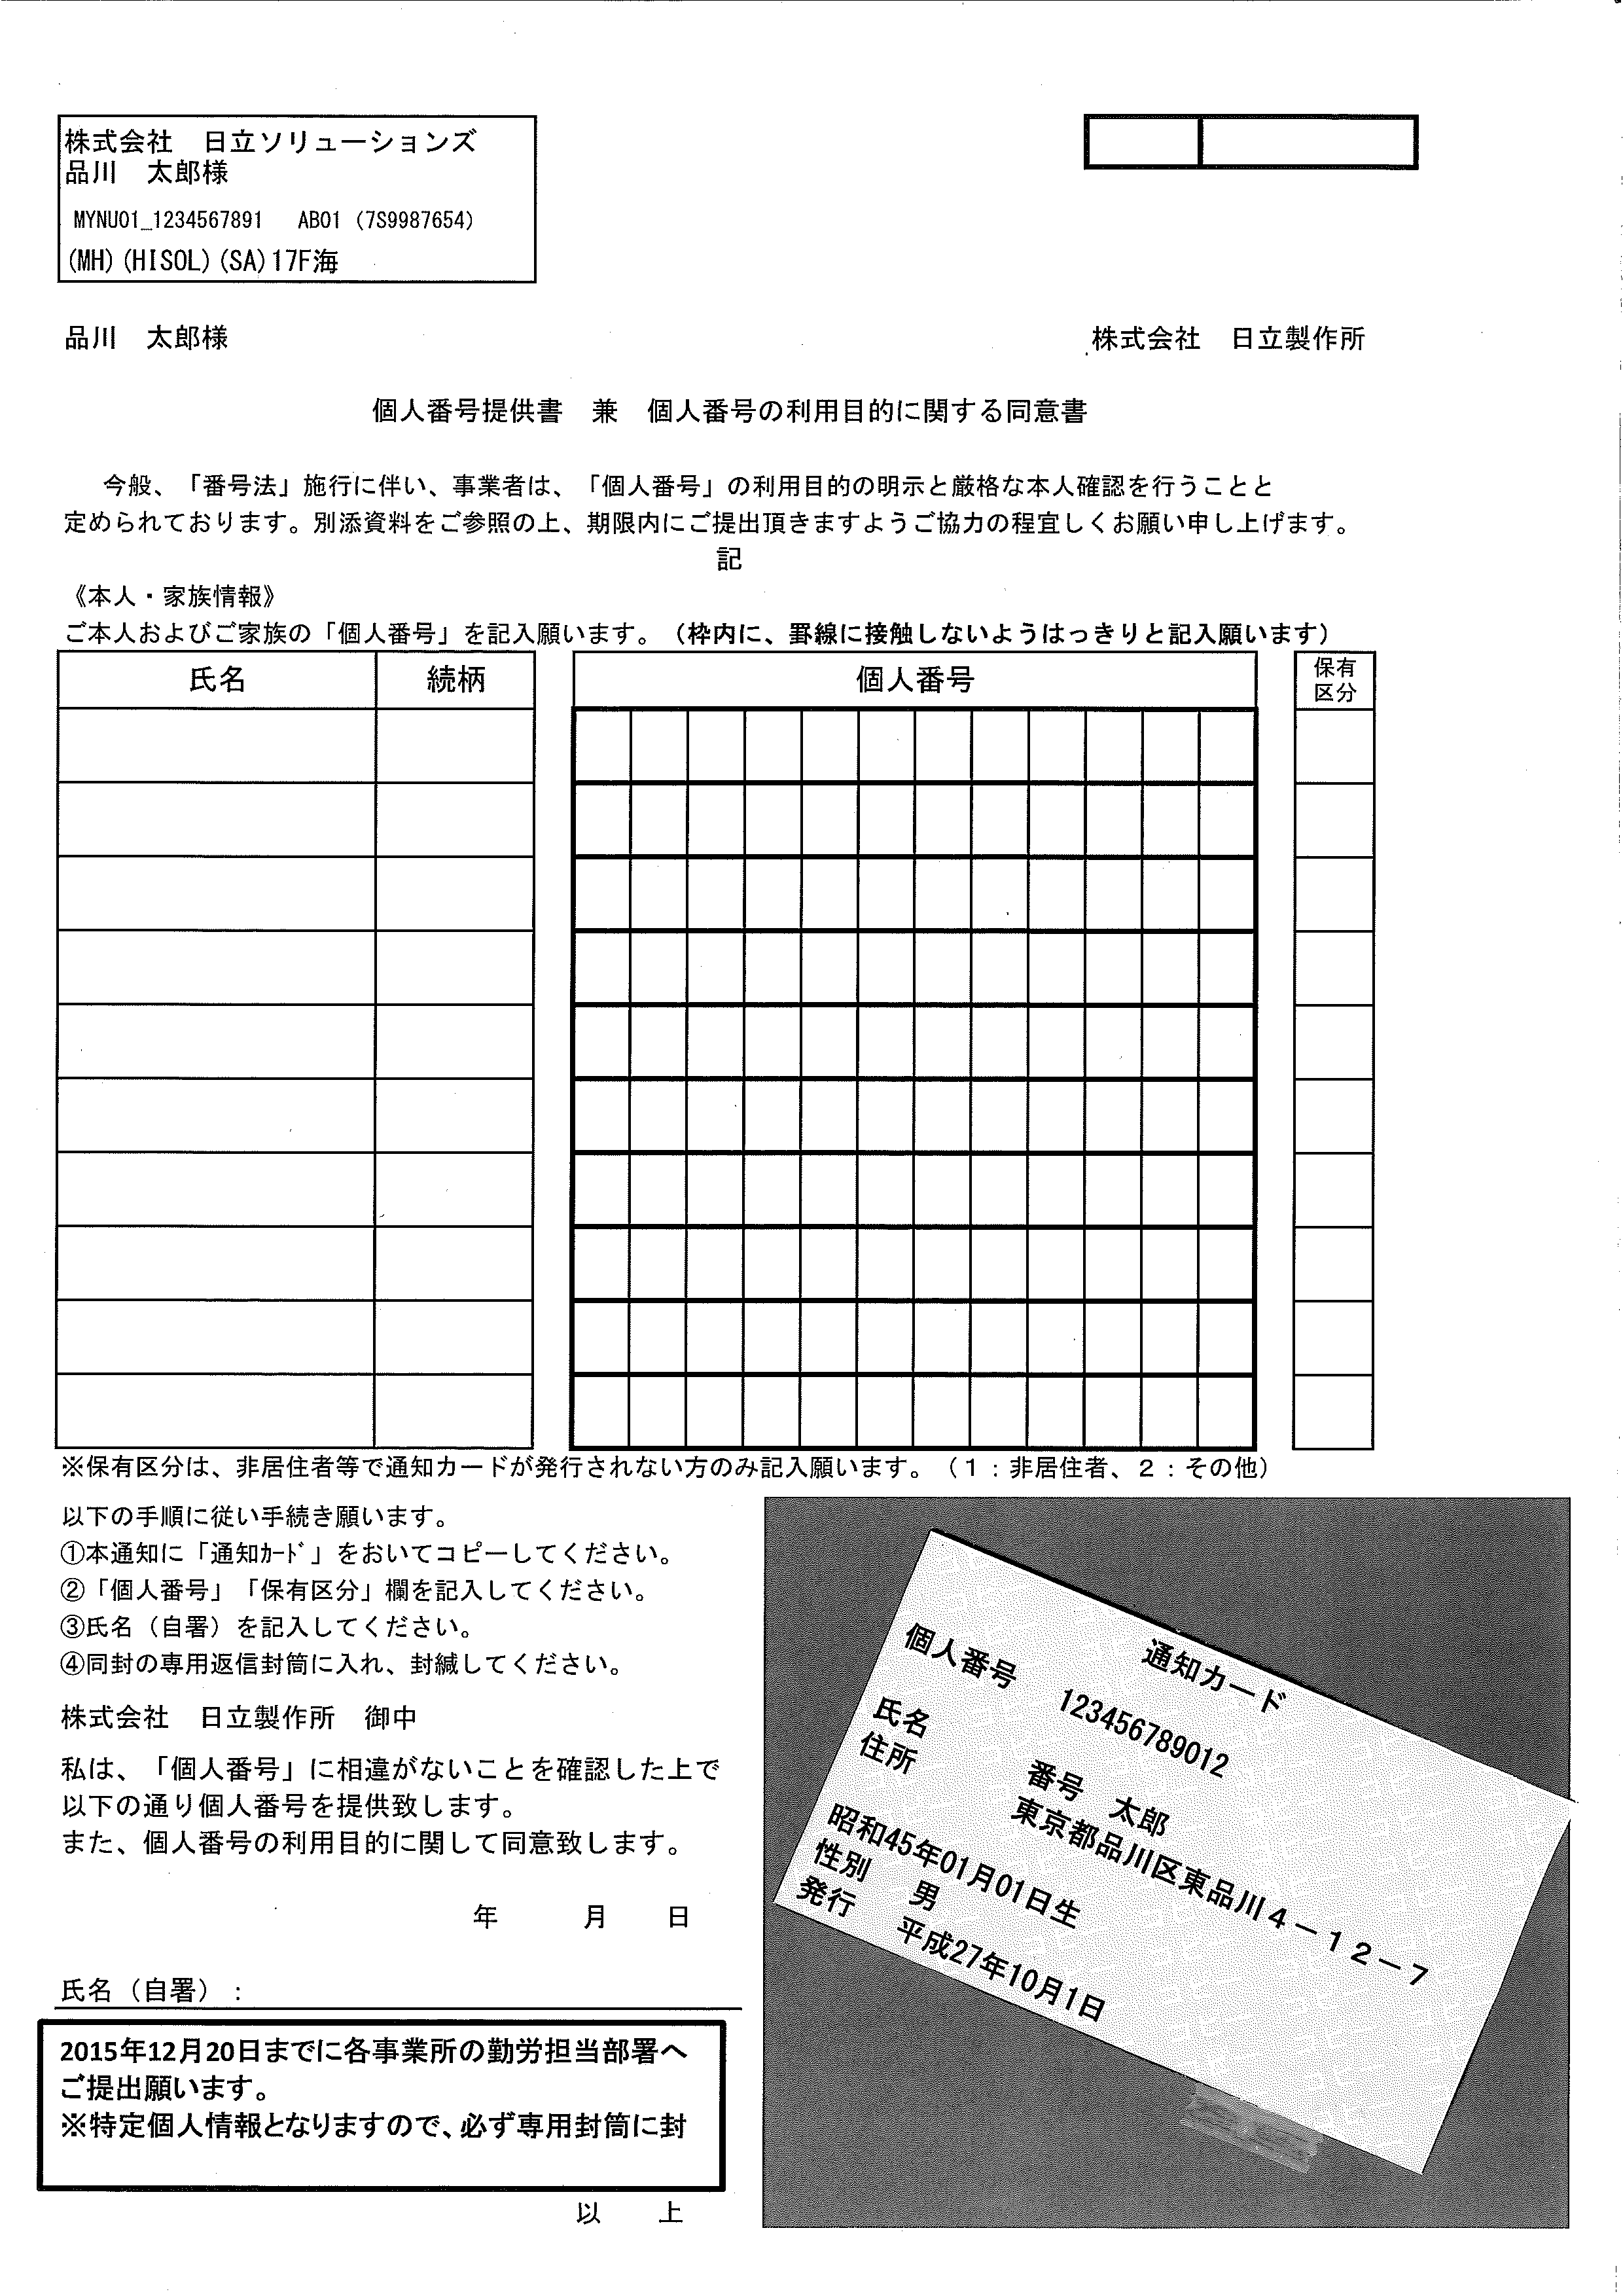 株式会社　日立ソリューションズ
品川　太郎様
MYNU01_1234567891　AB01 (7S9987654)
(MH)(HISOL)(SA)17F海
品川　太郎様
株式会社　日立製作所
個人番号提供書　兼　個人番号の利用目的に関する同意書
今般、「番号法」施行に伴い、事業者は、「個人番号」の利用目的の明示と厳格な本人確認を行うことと
定められております。別添資料をご参照の上、期限内にご提出頂きますようご協力の程宜しくお願い申し上げます。
記
《本人・家族情報》
ご本人およびご家族の「個人番号」を記入願います。（枠内に、罫線に接触しないようはっきりと記入願います）
氏名　続柄　個人番号　保有
区分
※保有区分は、非居住者等で通知カードが発行されない方のみ記入願います。（１：非居住者、２：その他）
以下の手順に従い手続き願います。
①本通知に「通知ｶｰﾄﾞ」をおいてコピーしてください。
②「個人番号」「保有区分」欄を記入してください。
③氏名（自署）を記入してください。
④同封の専用返信封筒に入れ、封緘してください。
株式会社　日立製作所　御中
私は、「個人番号」に相違がないことを確認した上で
以下の通り個人番号を提供致します。
また、個人番号の利用目的に関して同意致します。
年　月　日
氏名（自署）：
2015年12月20日までに各事業所の勤労担当部署へ
ご提出願います。
※特定個人情報となりますので、必ず専用封筒に封
以　上
通知カード
個人番号　123456789012
氏名　番号　太郎
住所　東京都品川区東品川４－１２－７
昭和45年01月01日生
性別　男
発行　平成27年10月1日